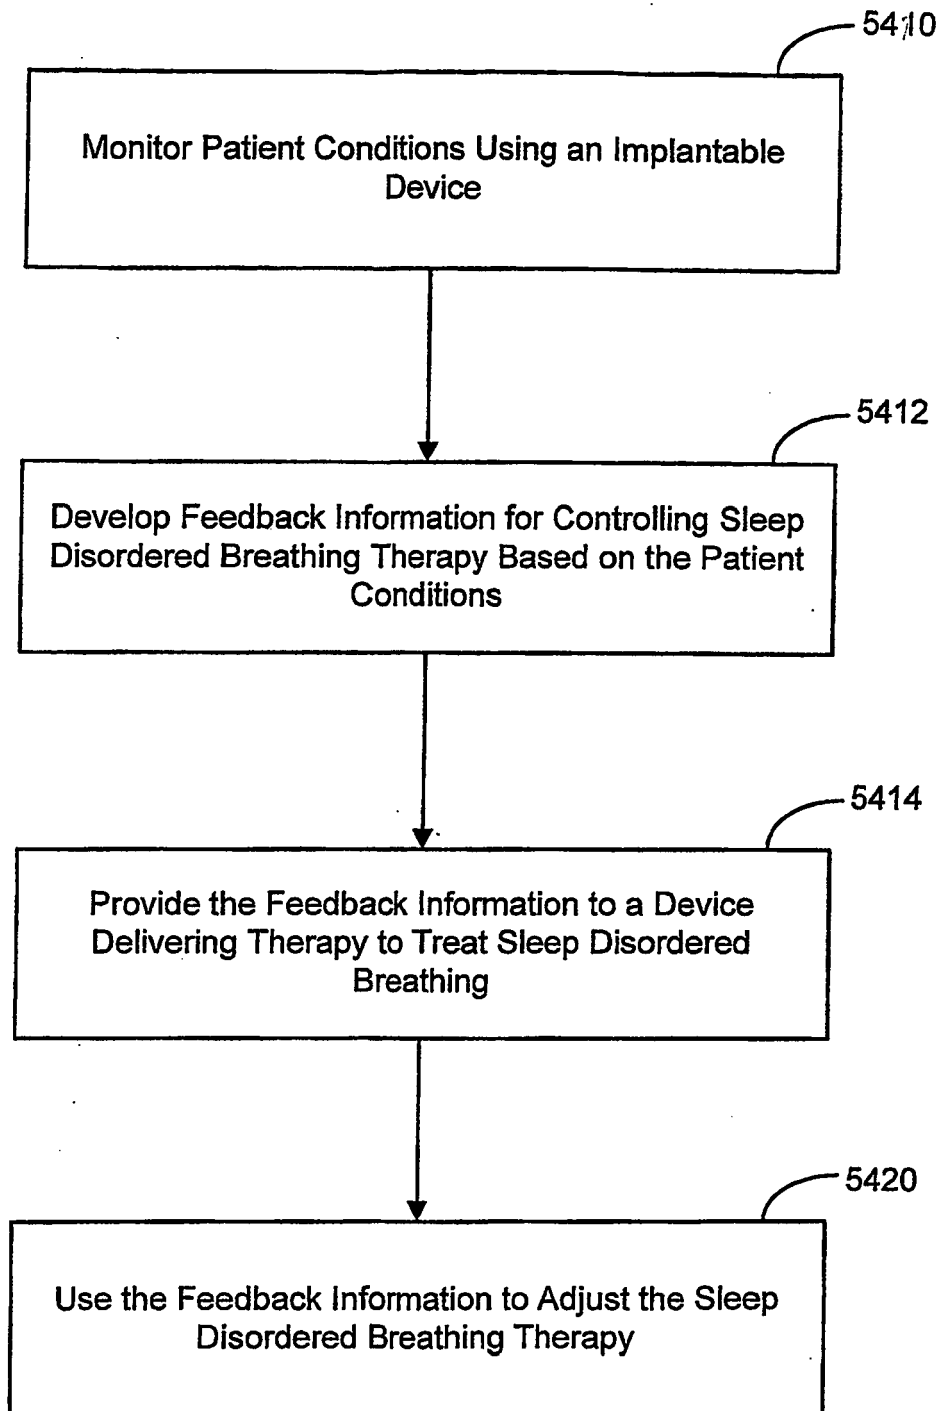 5410
Monitor Patient Conditions Using an Implantable
Device
5412
Develop Feedback Information for Controlling Sleep
Disordered Breathing Therapy Based on the Patient
Conditions
5414
Provide the Feedback Information to a Device
Delivering Therapy to Treat Sleep Disordered
Breathing
5420
Use the Feedback Information to Adjust the Sleep
Disordered Breathing Therapy